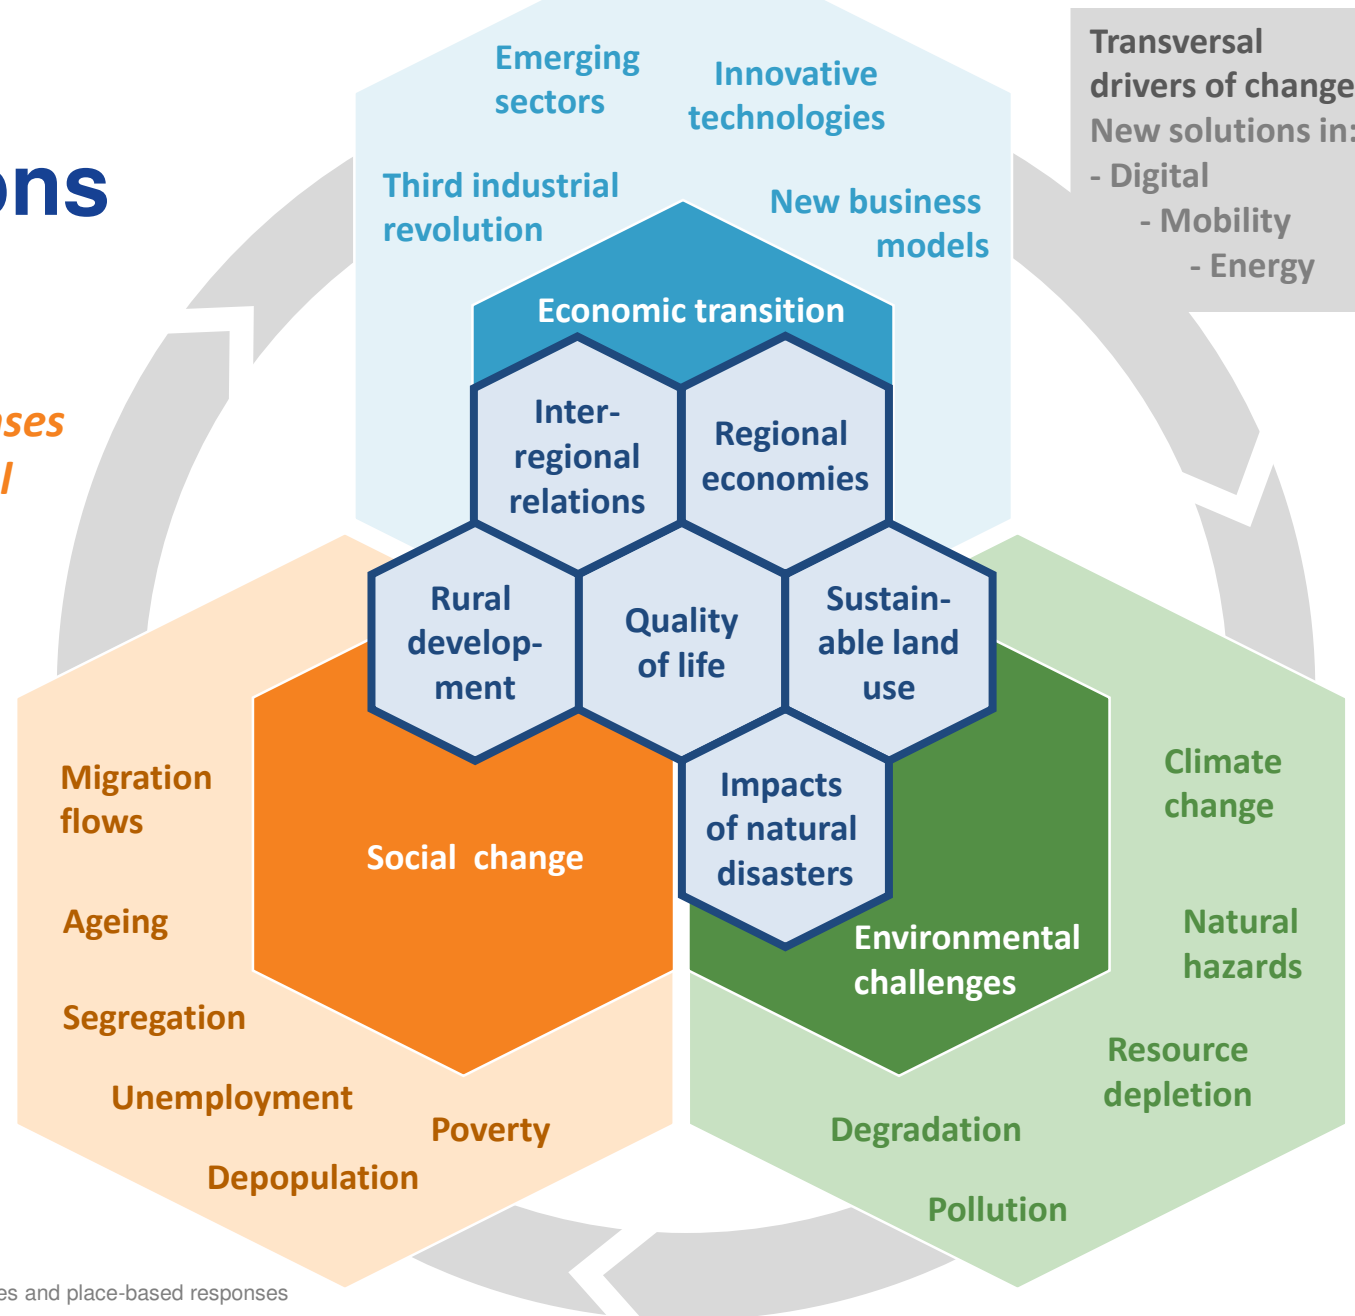 Emerging
sectors
Innovative
technologies
Third industrial
revolution
New business
models
Transversal
drivers of change
New solutions in:
- Digital
- Mobility
- Energy
Economic transition
Inter-
regional
relations
Regional
economies
Rural
develop-
ment
Quality
of life
Sustain-
able land
use
Impacts
of natural
disasters
Social change
Environmental
challenges
Migration
flows
Ageing
Segregation
Unemployment
Poverty
Depopulation
Climate
change
Natural
hazards
Resource
depletion
Degradation
Pollution
and place-based responses